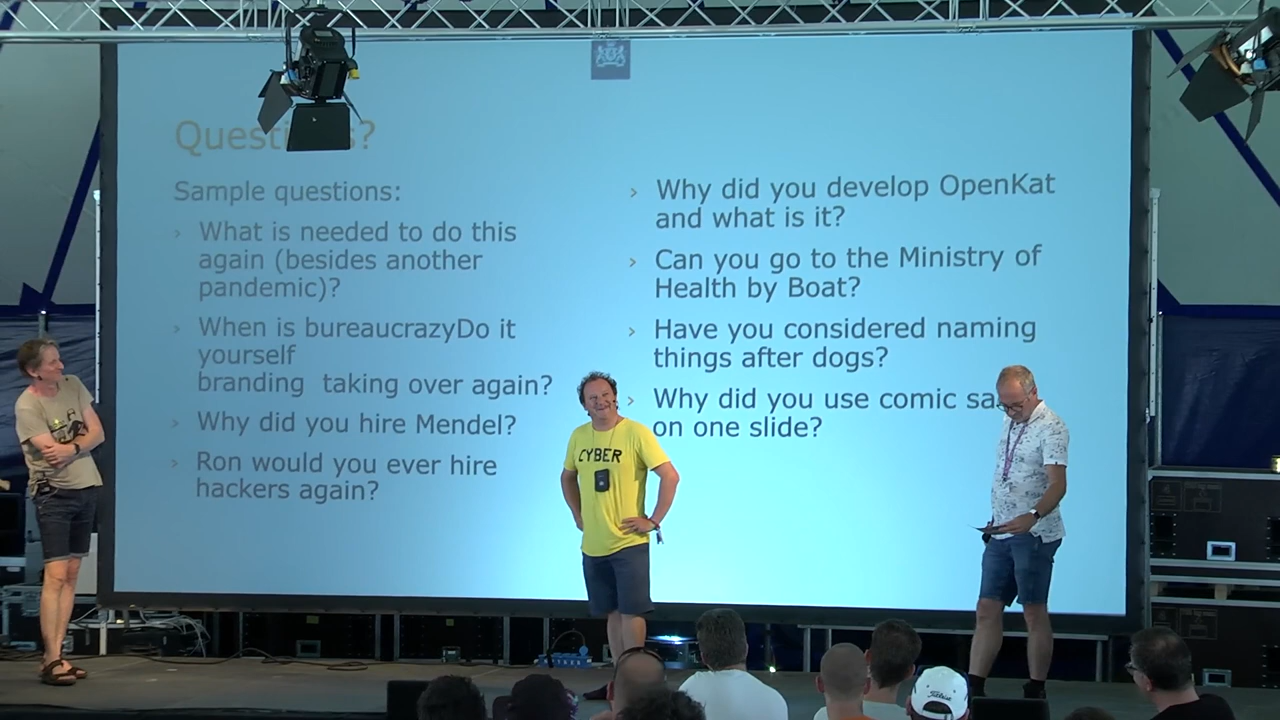 Questions?
Sample questions:
› What is needed to do this
again (besides another
pandemic)?
› When is bureaucrazyDo it
yourself
branding taking over again?
› Why did you hire Mendel?
› Ron would you ever hire
hackers again?
› Why did you develop OpenKat
and what is it?
› Can you go to the Ministry of
Health by Boat?
› Have you considered naming
things after dogs?
› Why did you use comic sa
on one slide?
CYBER
Titleist